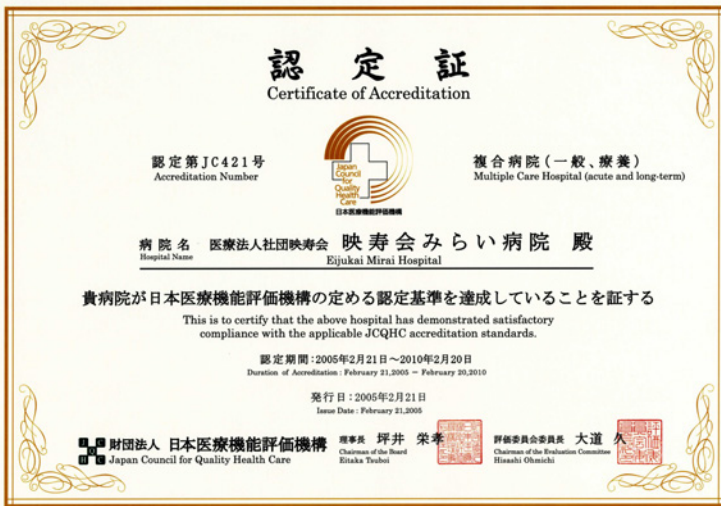 認定証
Certificate of Accreditation
認定第JC421号
Accreditation Number
Japan
Council
for
Quality
Health
Care
日本医療機能評価機構
複合病院(一般、療養)
Multiple Care Hospital (acute and long-term)
病院名 医療法人社団映寿会 映寿会みらい病院 殿
Hospital Name Eijukai Mirai Hospital
貴病院が日本医療機能評価機構の定める認定基準を達成していることを証する
This is to certify that the above hospital has demonstrated satisfactory
compliance with the applicable JCQHC accreditation standards.
認定期間:2005年2月21日~2010年2月20日
Duration of Accreditation : February 21,2005 - February 20,2010
発行日:2005年2月21日
Issue Date : February 21,2005
財団法人 日本医療機能評価機構
Japan Council for Quality Health Care
理事長 坪井 栄孝
Chairman of the Board
Eitaka Tsuboi
評価委員会委員長 大道 久
Chairman of the Evaluation Committee
Hisashi Ohmichi